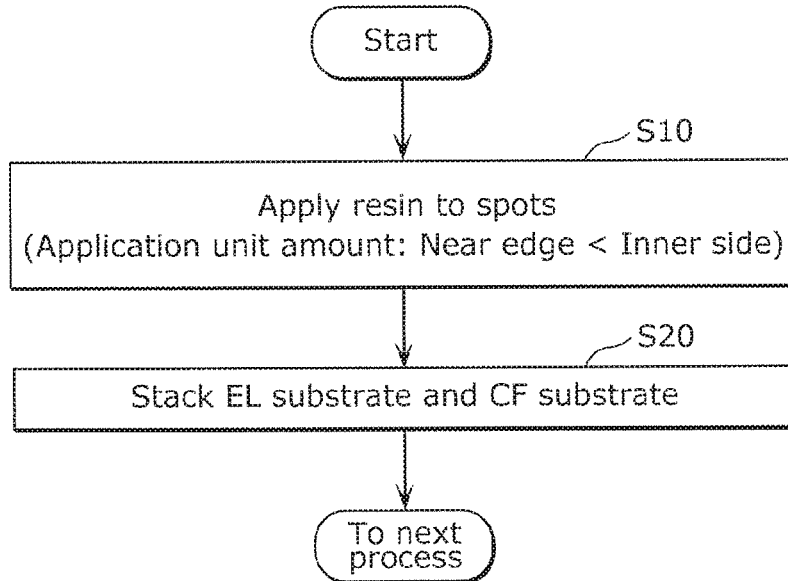 Start
S10
Apply resin to spots
(Application unit amount: Near edge < Inner side)
S20
Stack EL substrate and CF substrate
To next
process